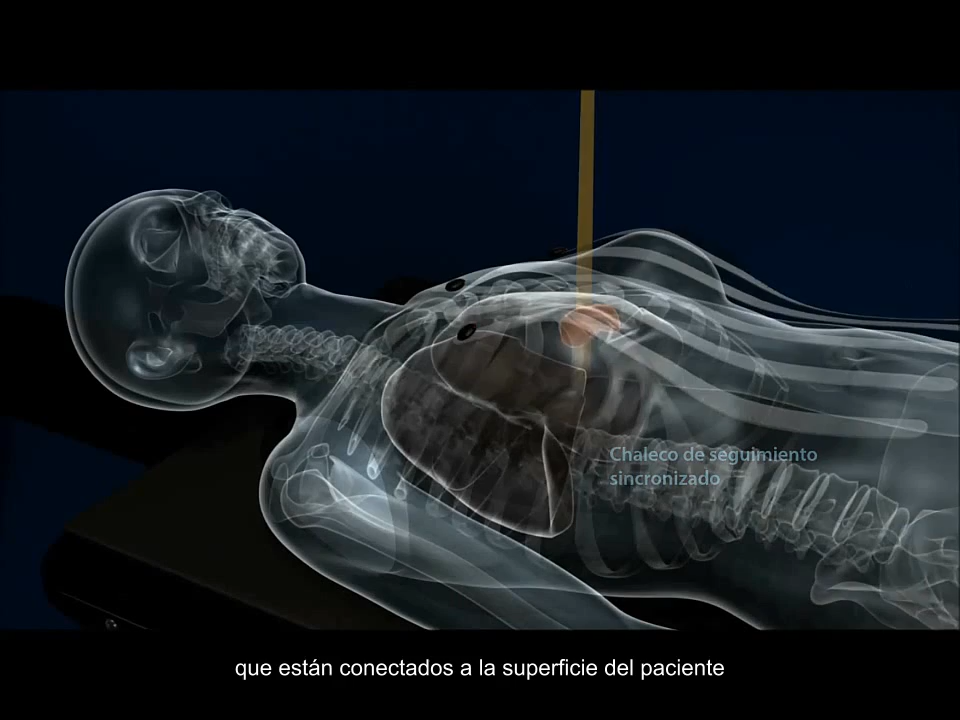 Chaleco de seguimiento
sincronizado
que están conectados a la superficie del paciente